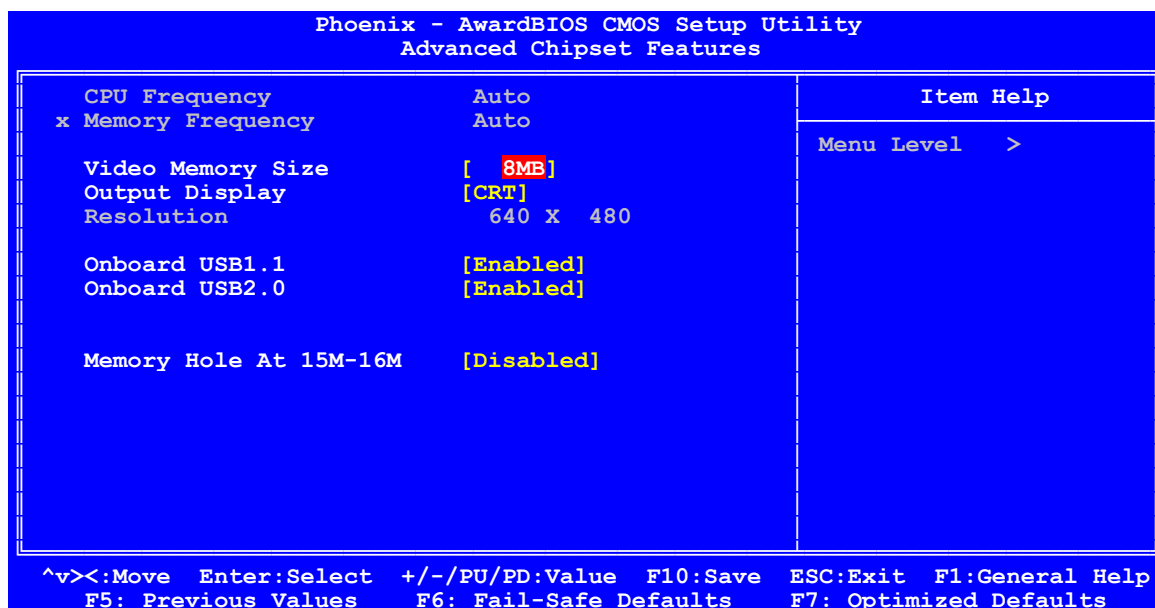 Phoenix - AwardBIOS CMOS Setup Utility
Advanced Chipset Features
CPU Frequency Auto
x Memory Frequency Auto
Video Memory Size [ 8MB]
Output Display [CRT]
Resolution 640 X 480
Onboard USB1.1 [Enabled]
Onboard USB2.0 [Enabled]
Memory Hole At 15M-16M [Disabled]
Item Help
Menu Level >
^v><:Move Enter:Select +/-/PU/PD:Value F10:Save ESC:Exit F1:General Help
F5: Previous Values F6: Fail-Safe Defaults F7: Optimized Defaults